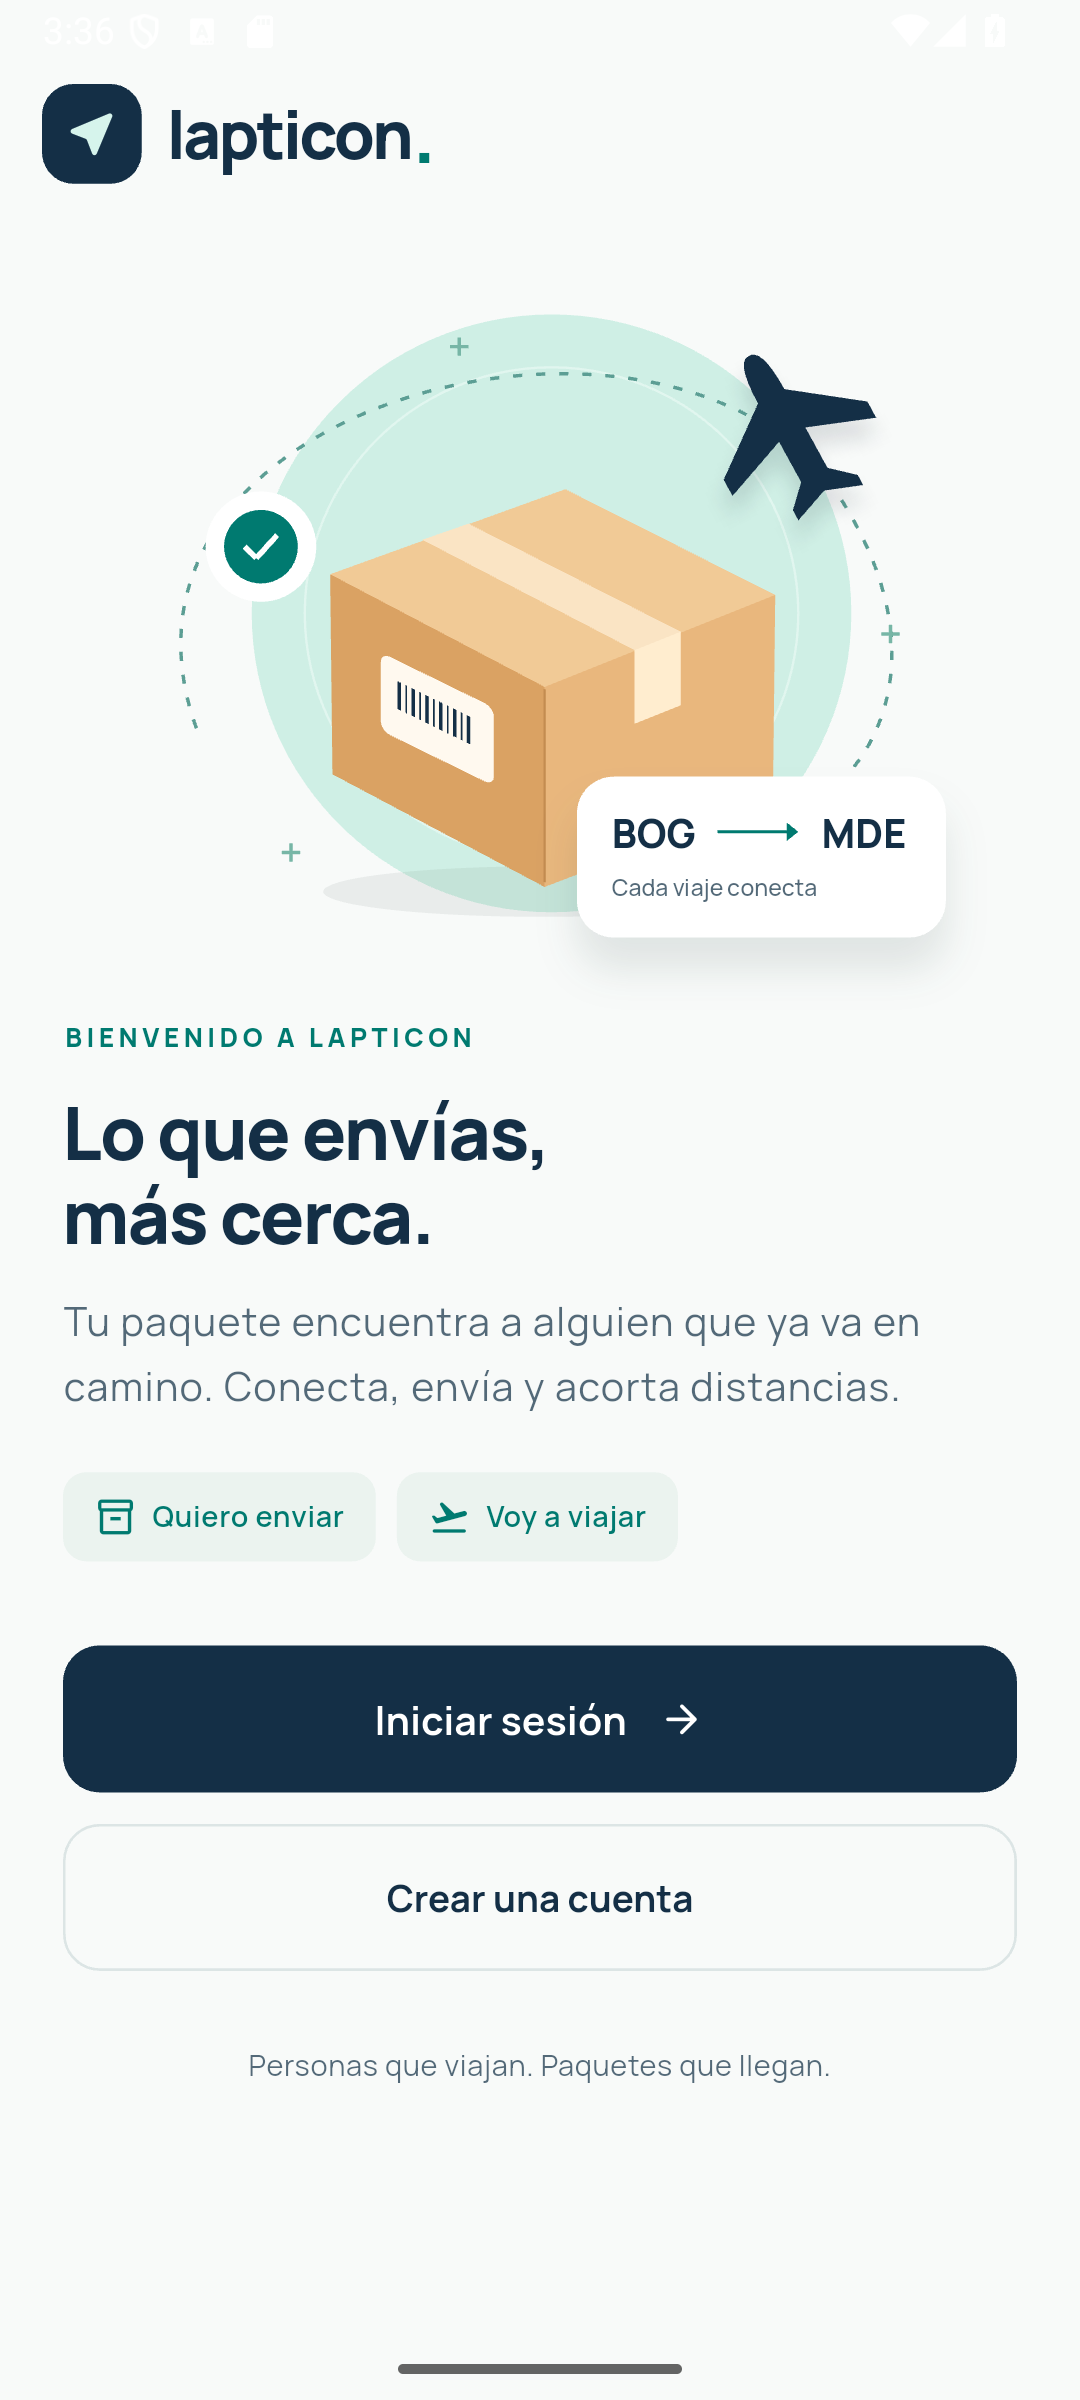 3:36
lapticon.
BOG MDE
Cada viaje conecta
BIENVENIDO A LAPTICON
Lo que envías,
más cerca.
Tu paquete encuentra a alguien que ya va en
camino. Conecta, envía y acorta distancias.
Quiero enviar
Voy a viajar
Iniciar sesión
Crear una cuenta
Personas que viajan. Paquetes que llegan.